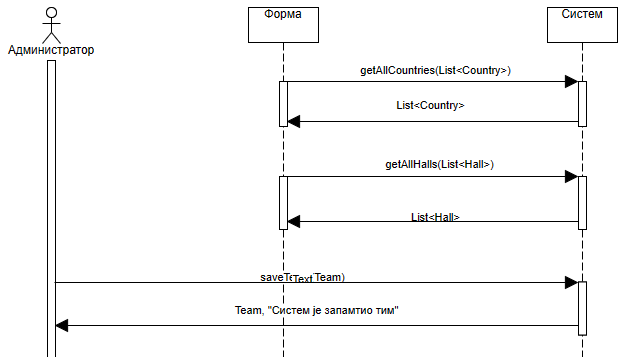 Форма
Систем
Администратор
getAllCountries(List<Country>)
List<Country>
getAllHalls(List<Hall>)
List<Hall>
Text
Team)
Team, "Систем је запамтио тим"